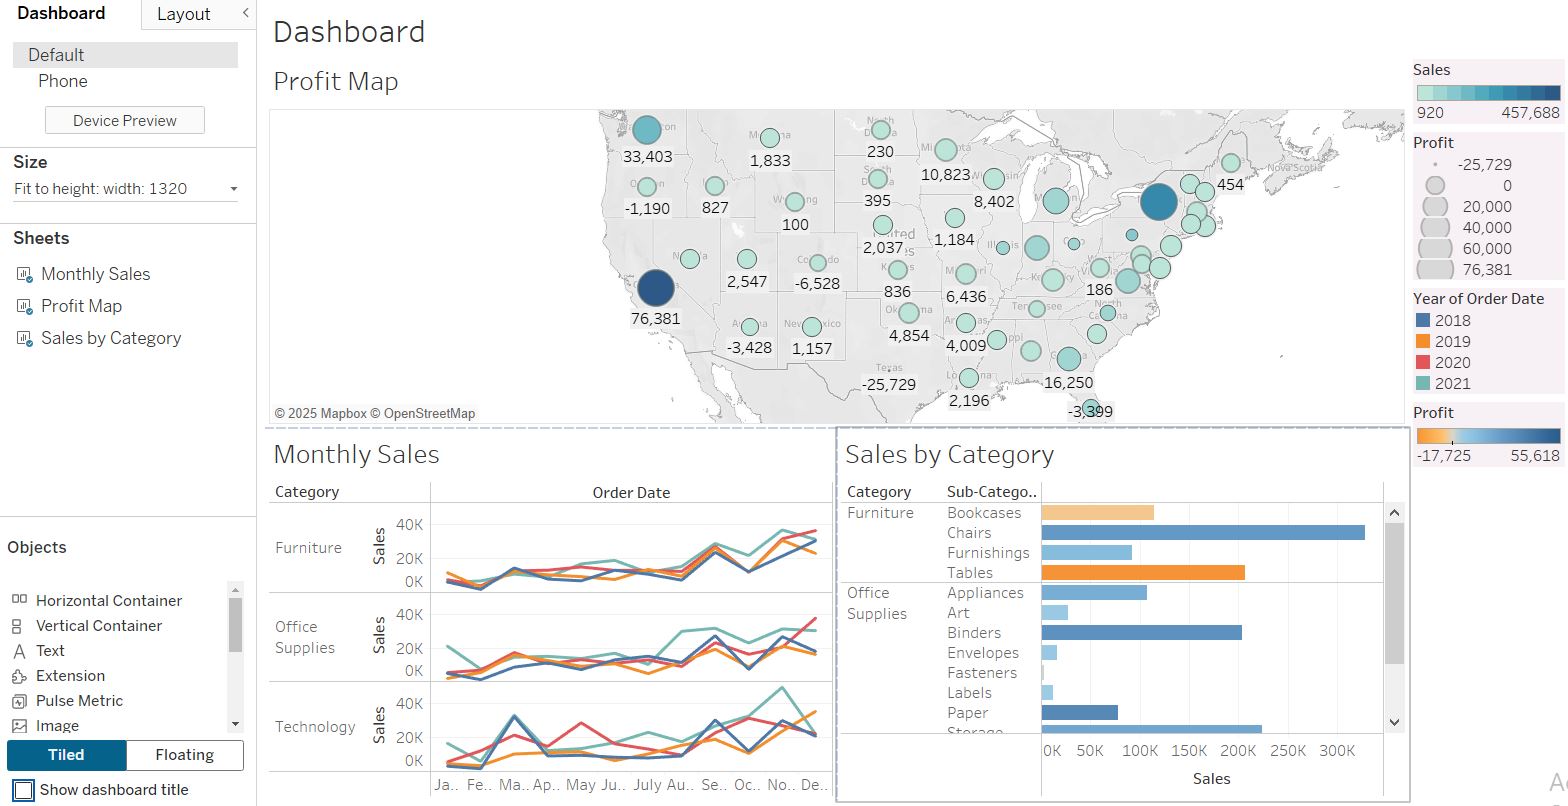 Dashboard
Layout
Default
Phone
Device Preview
Size
Fit to height: width: 1320
Sheets
Monthly Sales
Profit Map
Sales by Category
Objects
Horizontal Container
Vertical Container
Text
Extension
Pulse Metric
Image
Tiled
Floating
Show dashboard title
Dashboard
Profit Map
33,403
1,833
230
10,823
454
Nova Scotia
-1,190
827
100
395
8,402
2,037
1,184
2,547
-6,528
836
6,436
186
76,381
-3,428
1,157
4,854
4,009
North
Texas
-25,729
2,196
16,250
-3,399
© 2025 Mapbox © OpenStreetMap
Monthly Sales
Category
Order Date
Furniture
Sales
40K
20K
0K
Office
Supplies
Sales
40K
20K
0K
Technology
Sales
40K
20K
0K
Ja.. Fe.. Ma.. Ap.. May Ju.. July Au.. Se.. Oc.. No.. De..
Sales by Category
Category Sub-Catego..
Furniture Bookcases
Chairs
Furnishings
Tables
Office Appliances
Supplies Art
Binders
Envelopes
Fasteners
Labels
Paper
Storage
0K 50K 100K 150K 200K 250K 300K
Sales
Sales
920 457,688
Profit
-25,729
0
20,000
40,000
60,000
76,381
Year of Order Date
2018
2019
2020
2021
Profit
-17,725 55,618